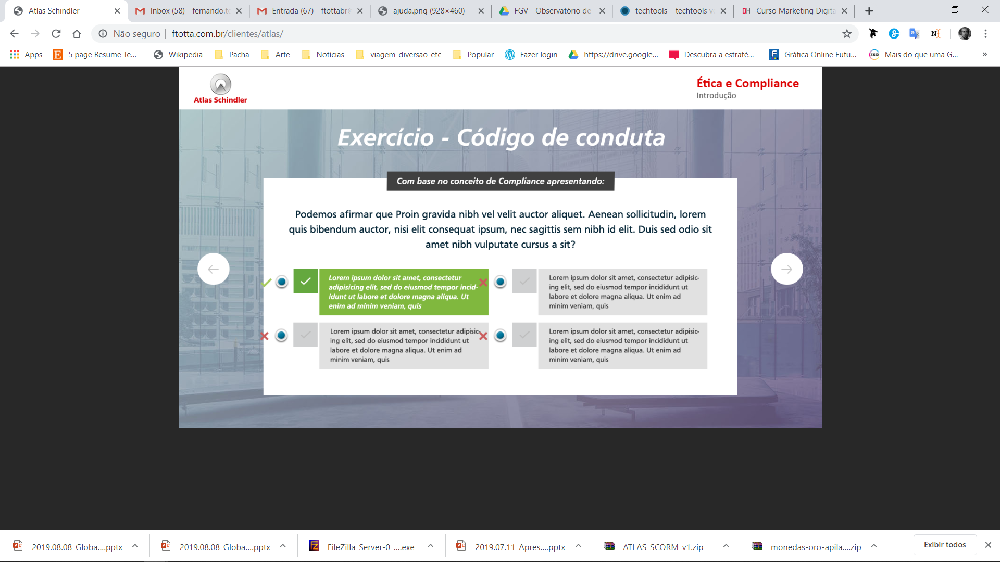 Atlas Schindler
Inbox (58) - fernando.to
Entrada (67) - ftottabr@
ajuda.png (928×460)
FGV - Observatório de
techtools – techtools v
DH Curso Marketing Digita
Não seguro | ftotta.com.br/clientes/atlas/
Apps
5 page Resume Te...
Wikipedia
Pacha
Arte
Notícias
viagem_diversao_etc
Popular
Fazer login
https://drive.google...
Descubra a estraté...
Gráfica Online Futu...
Mais do que uma G...
»
Atlas Schindler
Ética e Compliance
Introdução
Exercício - Código de conduta
Com base no conceito de Compliance apresentando:
Podemos afirmar que Proin gravida nibh vel velit auctor aliquet. Aenean sollicitudin, lorem
quis bibendum auctor, nisi elit consequat ipsum, nec sagittis sem nibh id elit. Duis sed odio sit
amet nibh vulputate cursus a sit?
Lorem ipsum dolor sit amet, consectetur
adipisicing elit, sed do eiusmod tempor incid-
idunt ut labore et dolore magna aliqua. Ut
enim ad minim veniam, quis
Lorem ipsum dolor sit amet, consectetur adipisic-
ing elit, sed do eiusmod tempor incididunt ut
labore et dolore magna aliqua. Ut enim ad
minim veniam, quis
Lorem ipsum dolor sit amet, consectetur adipisic-
ing elit, sed do eiusmod tempor incididunt ut
labore et dolore magna aliqua. Ut enim ad
minim veniam, quis
Lorem ipsum dolor sit amet, consectetur adipisic-
ing elit, sed do eiusmod tempor incididunt ut
labore et dolore magna aliqua. Ut enim ad
minim veniam, quis
2019.08.08_Globa....pptx
2019.08.08_Globa....pptx
FileZilla_Server-0_....exe
2019.07.11_Apres....pptx
ATLAS_SCORM_v1.zip
monedas-oro-apila....zip
Exibir todos